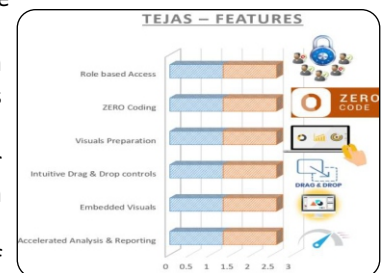 TEJAS – FEATURES
Role based Access
ZERO Coding
ZERO
CODE
Visuals Preparation
Intuitive Drag & Drop controls
DRAG & DROP
Embedded Visuals
Accelerated Analysis & Reporting
0 0.5 1 1.5 2 2.5 3